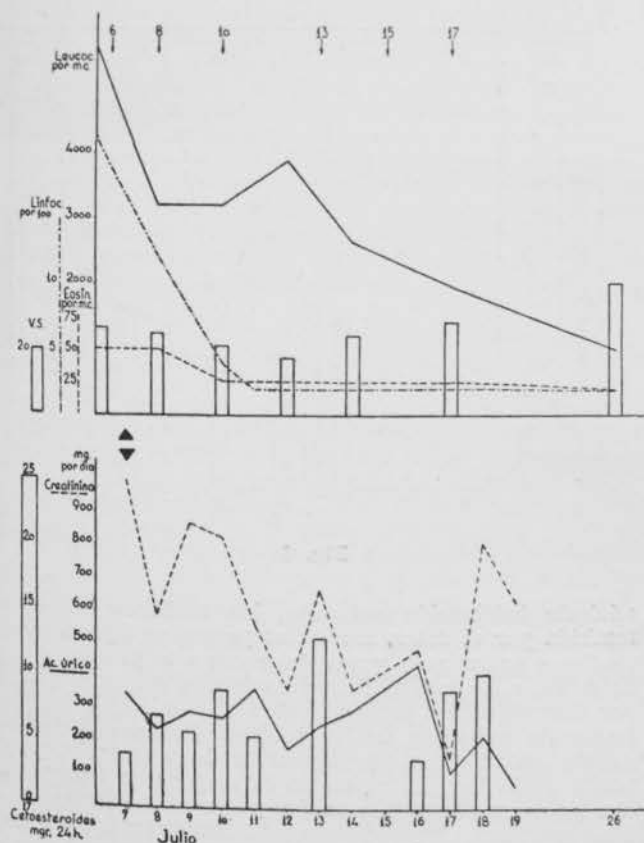 6 8 10 13 15 17
Leucoc.
por m.c.
4000
Linfoc.
por 100
3000
10 2000
Eosin.
por m.c.
V.S.
75
20 5 50
25
mg.
por día
25
Creatinina
900
20
800
700
15
600
500
10
Ac. úrico
300
5
200
100
0
17
Cetoesteroides
mgr. 24 h.
7 8 9 10 11 12 13 14 15 16 17 18 19 26
Julio